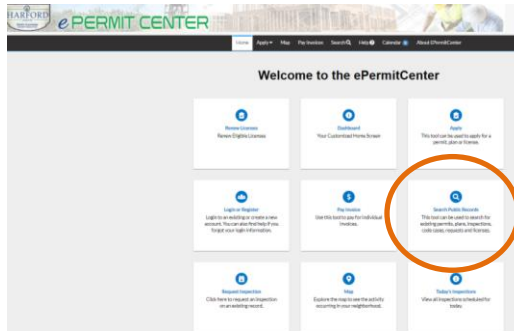 HARFORD
ePERMIT CENTER
Home Apply Map Pay Invoices Search Help Calendar About EPermitCenter
Welcome to the ePermitCenter
Renew Licenses
Renew Eligible Licenses
Dashboard
Your Customized Home Screen
Apply
This tool can be used to apply for a
permit, plan or license.
Login or Register
Login to an existing or create a new
account. You can also find help if you
forgot your login information.
Pay Invoice
Use this tool to pay for individual
invoices.
Search Public Records
This tool can be used to search for
existing permits, plans, inspections,
code cases, requests and licenses.
Request Inspection
Click here to request an inspection
on an existing record.
Map
Explore the map to see the activity
occurring in your neighborhood.
Today's Inspections
View all inspections scheduled for
today.